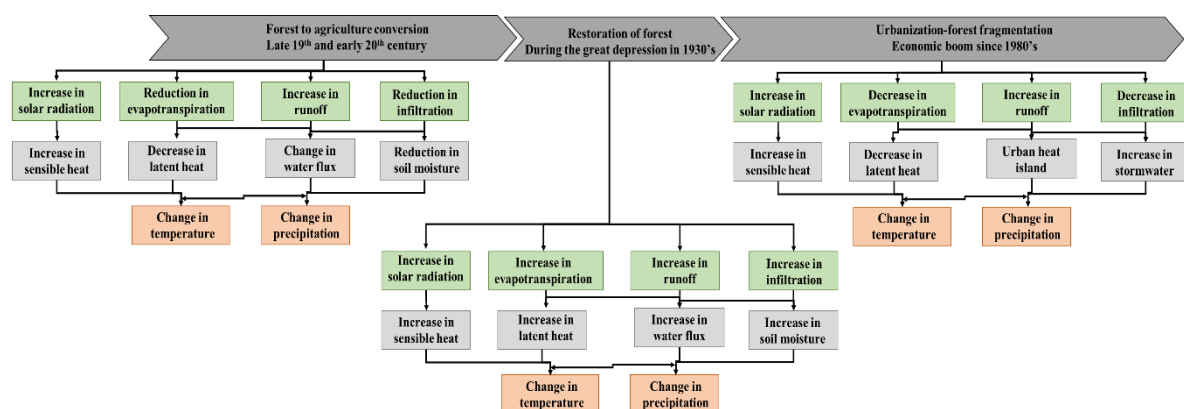 Forest to agriculture conversion
Late 19th and early 20th century
Restoration of forest
During the great depression in 1930's
Urbanization-forest fragmentation
Economic boom since 1980's
Increase in
solar radiation
Reduction in
evapotranspiration
Increase in
runoff
Reduction in
infiltration
Increase in
sensible heat
Decrease in
latent heat
Change in
water flux
Reduction in
soil moisture
Change in
temperature
Change in
precipitation
Increase in
solar radiation
Increase in
evapotranspiration
Increase in
runoff
Increase in
infiltration
Increase in
sensible heat
Increase in
latent heat
Increase in
water flux
Increase in
soil moisture
Change in
temperature
Change in
precipitation
Increase in
solar radiation
Decrease in
evapotranspiration
Increase in
runoff
Decrease in
infiltration
Increase in
sensible heat
Decrease in
latent heat
Urban heat
island
Increase in
stormwater
Change in
temperature
Change in
precipitation